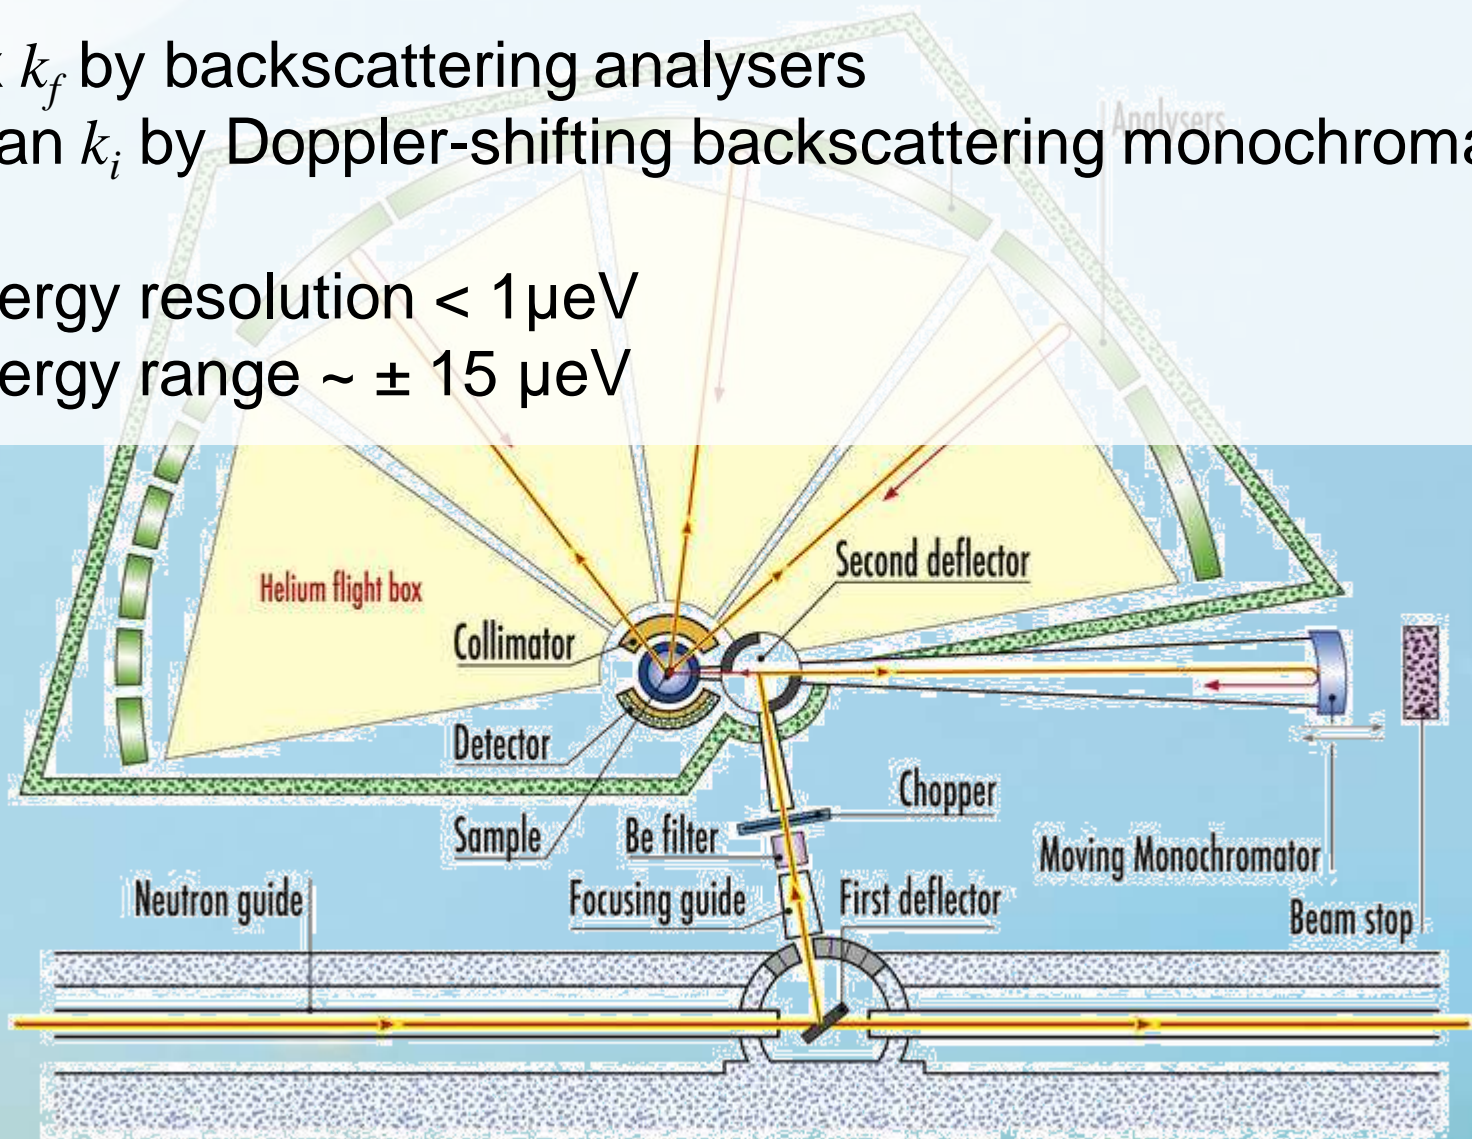 k_f by backscattering analysers
an k_i by Doppler-shifting backscattering monochroma
Analysers
ergy resolution < 1µeV
ergy range ~ ± 15 µeV
Second deflector
Helium flight box
Collimator
Detector
Chopper
Sample
Be filter
Moving Monochromator
Neutron guide
Focusing guide
First deflector
Beam stop